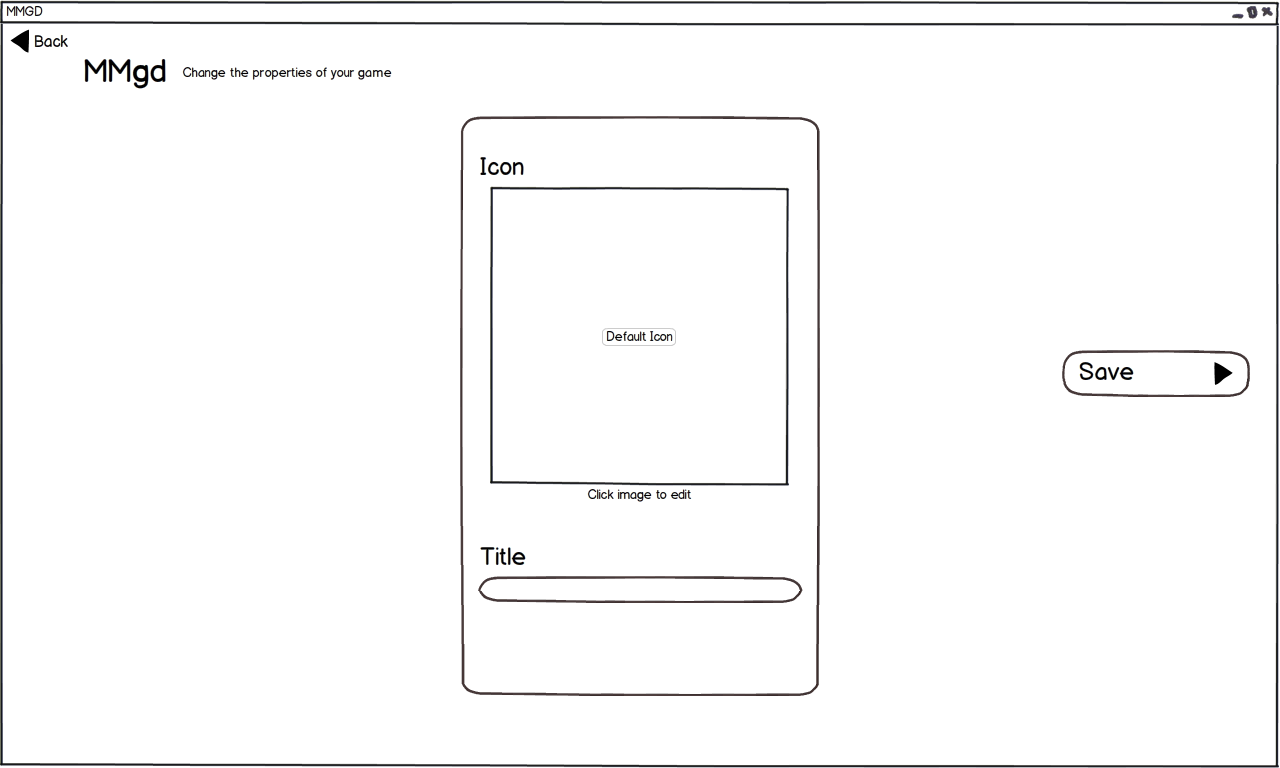 MMGD
Back
MMgd Change the properties of your game
Icon
Default Icon
Click image to edit
Save
Title